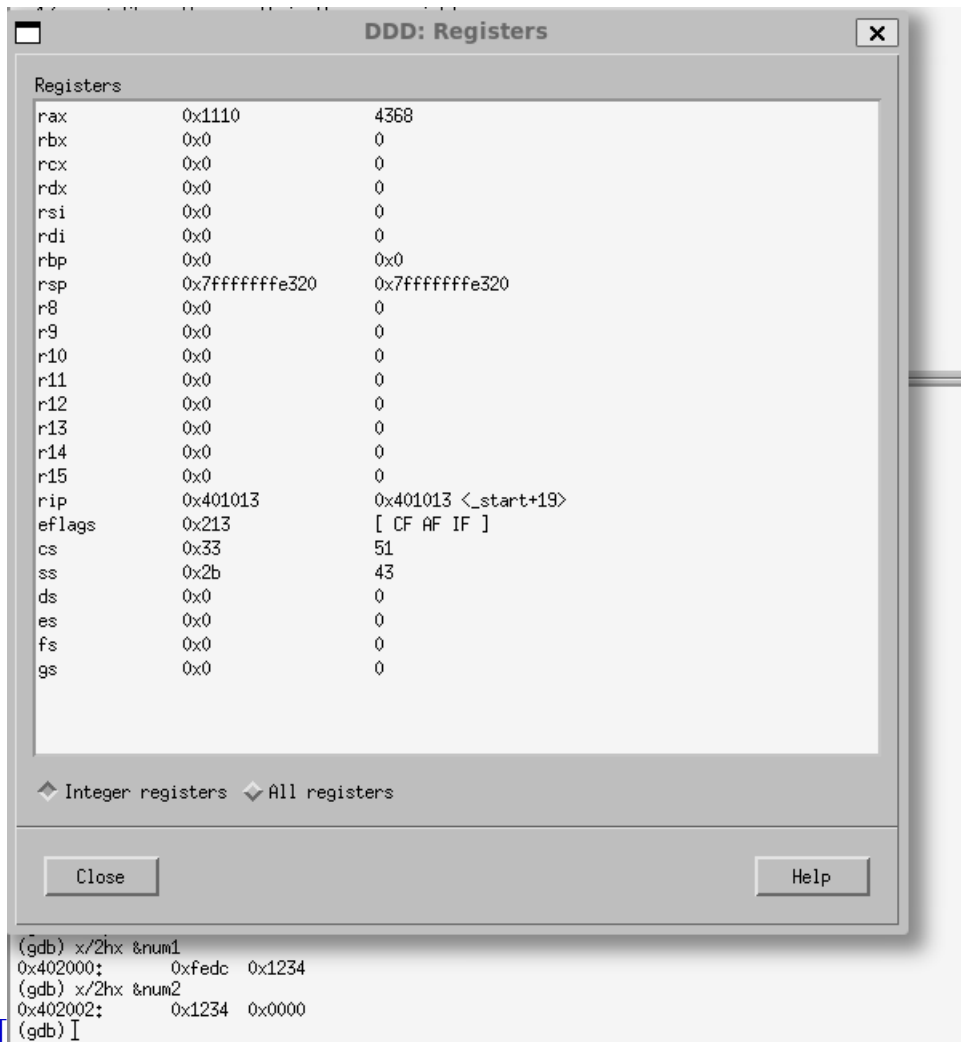 DDD: Registers
Registers
rax 0x1110 4368
rbx 0x0 0
rcx 0x0 0
rdx 0x0 0
rsi 0x0 0
rdi 0x0 0
rbp 0x0 0x0
rsp 0x7fffffffe320 0x7fffffffe320
r8 0x0 0
r9 0x0 0
r10 0x0 0
r11 0x0 0
r12 0x0 0
r13 0x0 0
r14 0x0 0
r15 0x0 0
rip 0x401013 0x401013 <_start+19>
eflags 0x213 [ CF AF IF ]
cs 0x33 51
ss 0x2b 43
ds 0x0 0
es 0x0 0
fs 0x0 0
gs 0x0 0
Integer registers All registers
Close Help
(gdb) x/2hx &num1
0x402000: 0xfedc 0x1234
(gdb) x/2hx &num2
0x402002: 0x1234 0x0000
(gdb)